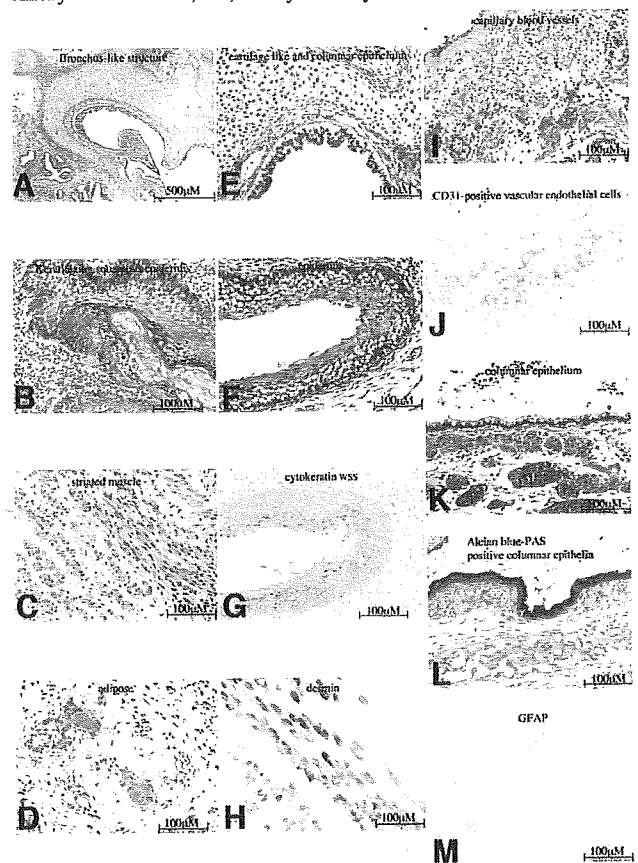 Bronchus-like structure
A
500μM
cartilage like and columnar epithelium
E
100μM
capillary blood vessels
I
100μM
B
100μM
epidermis
F
100μM
CD31-positive vascular endothelial cells
J
100μM
striated muscle
C
100μM
cytokeratin wss
G
100μM
columnar epithelium
K
100μM
adipose
D
100μM
desmin
H
100μM
Alcian blue-PAS
positive columnar epithelia
L
100μM
GFAP
M
100μM